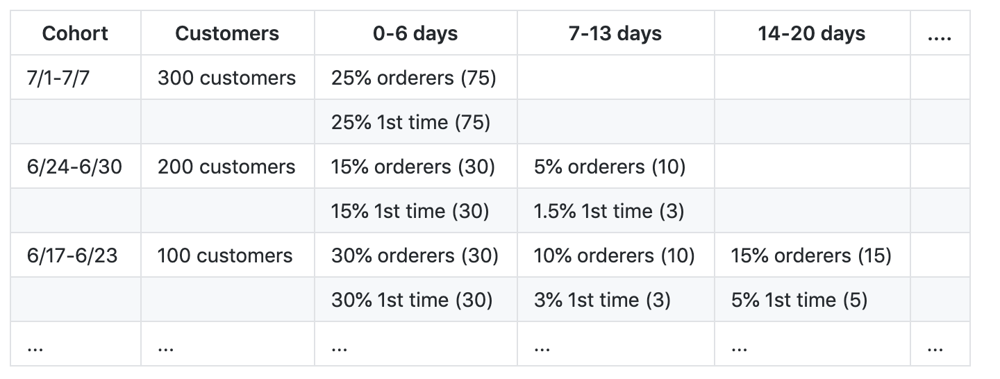 Cohort Customers 0-6 days 7-13 days 14-20 days ....
7/1-7/7 300 customers 25% orderers (75)
25% 1st time (75)
6/24-6/30 200 customers 15% orderers (30) 5% orderers (10)
15% 1st time (30) 1.5% 1st time (3)
6/17-6/23 100 customers 30% orderers (30) 10% orderers (10) 15% orderers (15)
30% 1st time (30) 3% 1st time (3) 5% 1st time (5)
... ... ... ... ... ...